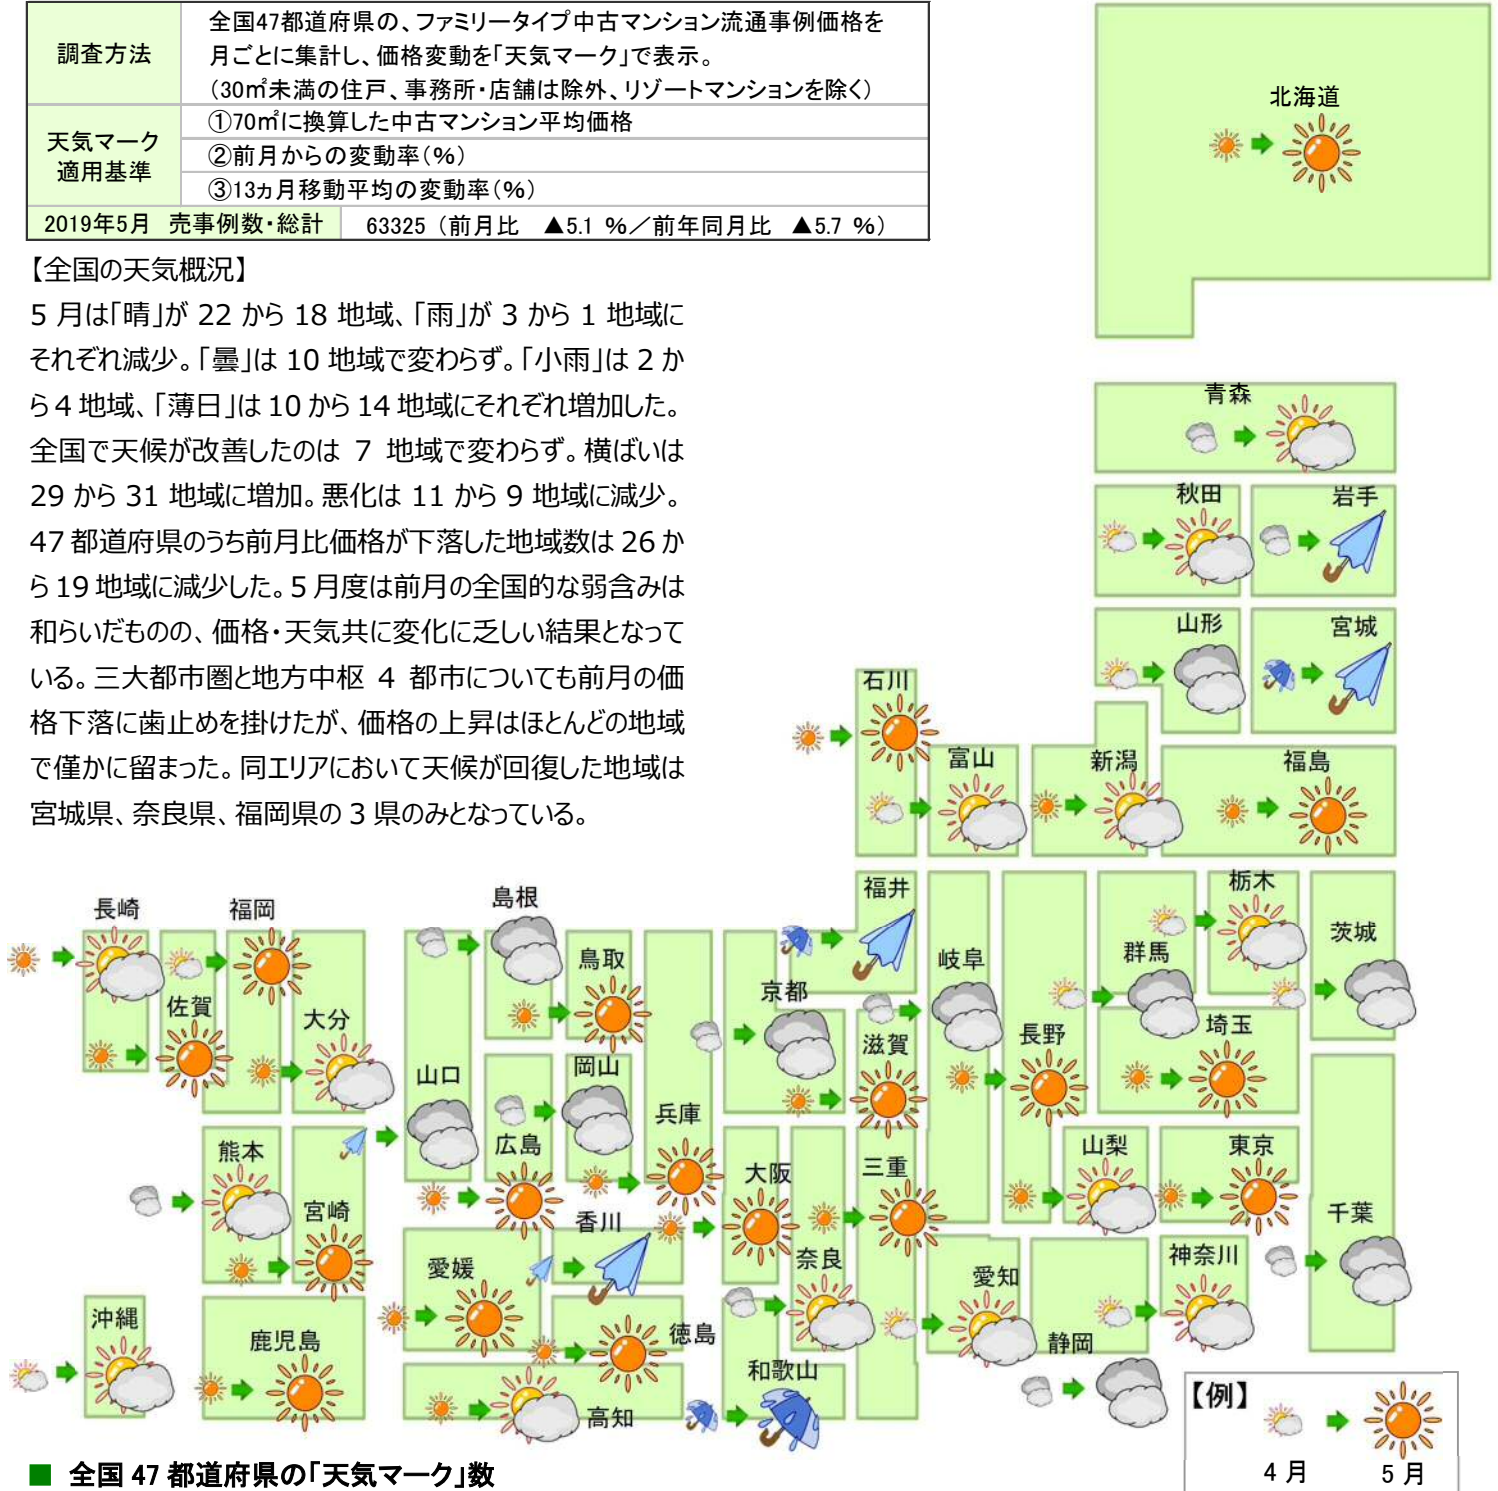 調査方法
全国47都道府県の、ファミリータイプ中古マンション流通事例価格を
月ごとに集計し、価格変動を「天気マーク」で表示。
(30㎡未満の住戸、事務所・店舗は除外、リゾートマンションを除く)
天気マーク
適用基準
①70㎡に換算した中古マンション平均価格
②前月からの変動率(%)
③13ヵ月移動平均の変動率(%)
2019年5月 売事例数・総計 63325 (前月比 ▲5.1 %/前年同月比 ▲5.7 %)
【全国の天気概況】
5 月は「晴」が 22 から 18 地域、「雨」が 3 から 1 地域に
それぞれ減少。「曇」は 10 地域で変わらず。「小雨」は 2 か
ら 4 地域、「薄日」は 10 から 14 地域にそれぞれ増加した。
全国で天候が改善したのは 7 地域で変わらず。横ばいは
29 から 31 地域に増加。悪化は 11 から 9 地域に減少。
47 都道府県のうち前月比価格が下落した地域数は 26 か
ら 19 地域に減少した。5 月度は前月の全国的な弱含みは
和らいだものの、価格・天気共に変化に乏しい結果となって
いる。三大都市圏と地方中枢 4 都市についても前月の価
格下落に歯止めを掛けたが、価格の上昇はほとんどの地域
で僅かに留まった。同エリアにおいて天候が回復した地域は
宮城県、奈良県、福岡県の 3 県のみとなっている。
北海道
青森
秋田
岩手
山形
宮城
石川
富山
新潟
福島
長崎
福岡
島根
福井
栃木
茨城
佐賀
大分
鳥取
京都
岐阜
群馬
滋賀
長野
埼玉
山口
岡山
兵庫
熊本
広島
大阪
三重
山梨
東京
宮崎
香川
千葉
愛媛
奈良
愛知
神奈川
沖縄
鹿児島
徳島
静岡
和歌山
高知
【例】
4 月
5 月
■ 全国 47 都道府県の「天気マーク」数